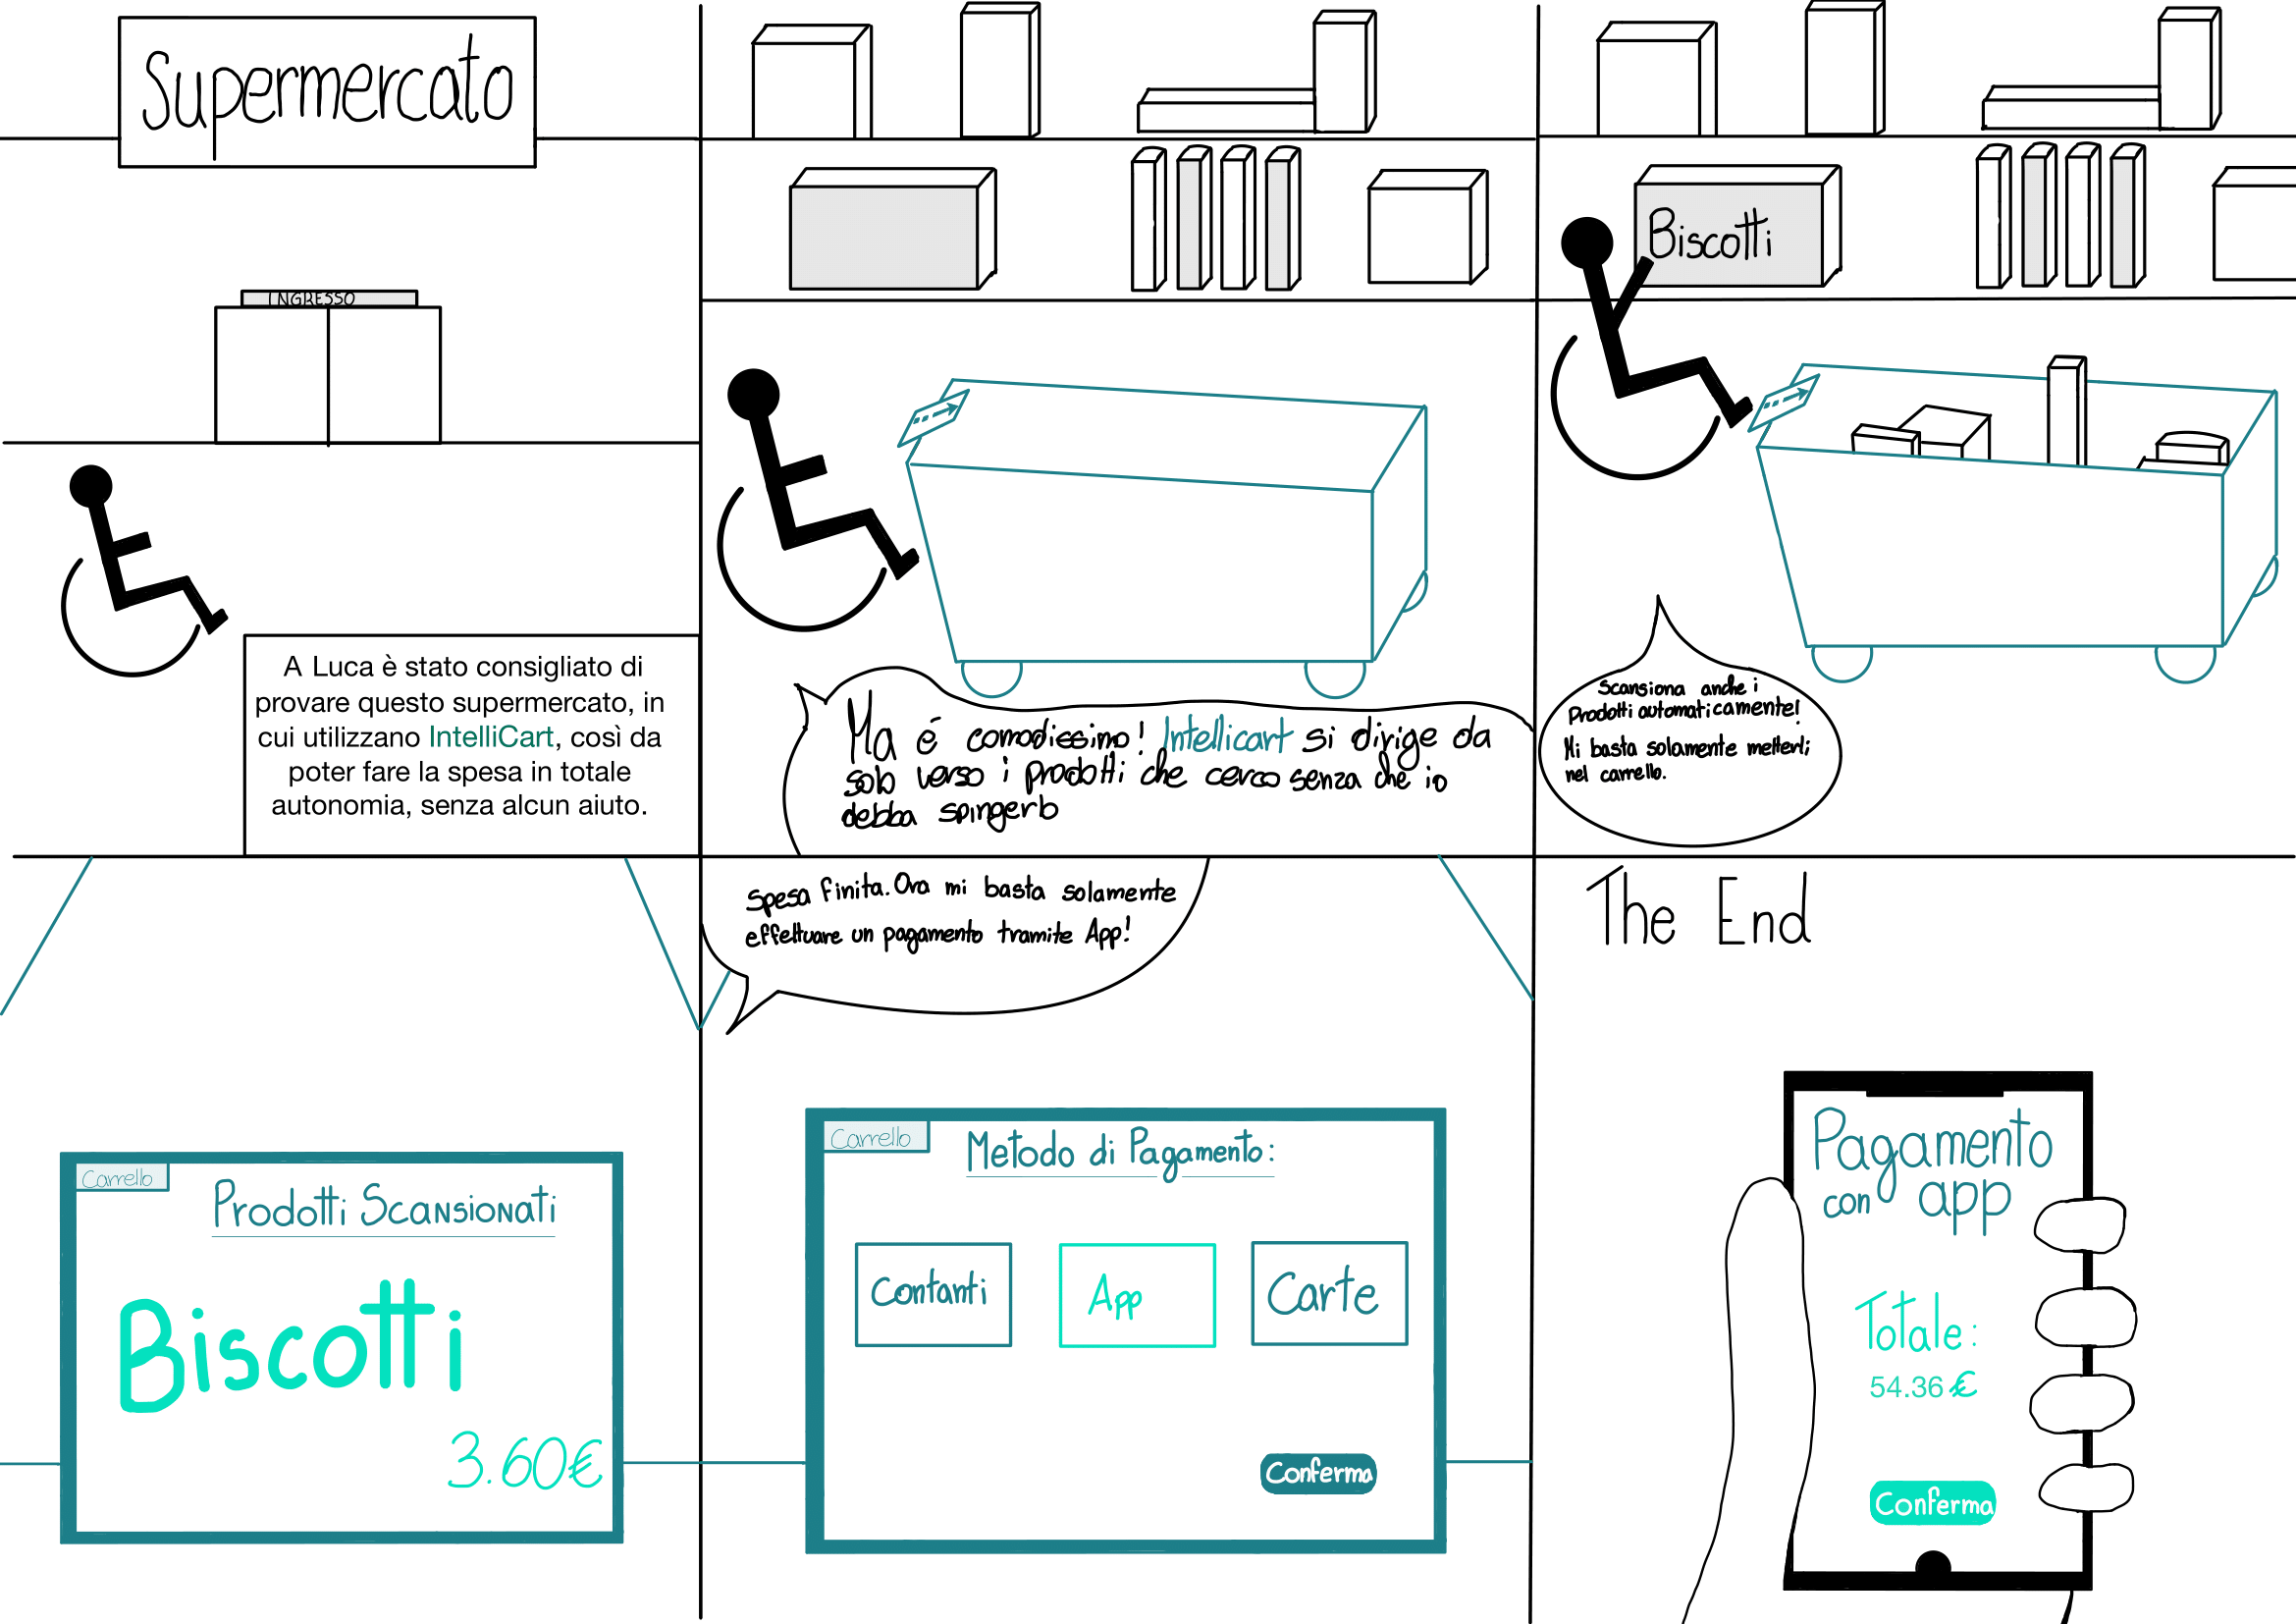 Supermercato
INGRESSO
A Luca è stato consigliato di
provare questo supermercato, in
cui utilizzano IntelliCart, così da
poter fare la spesa in totale
autonomia, senza alcun aiuto.
Ma é comodissimo! Intellicart si dirige da
solo verso i prodotti che cerco senza che io
debba spingerlo
Biscotti
Scansiona anche i
Prodotti automaticamente!
Mi basta solamente metterli
nel carrello.
Carrello
Prodotti Scansionati
Biscotti
3.60€
Spesa finita. Ora mi basta solamente
effettuare un pagamento tramite App!
Carrello
Metodo di Pagamento:
Contanti
App
Carte
Conferma
The End
Pagamento
con app
Totale:
54.36 €
Conferma